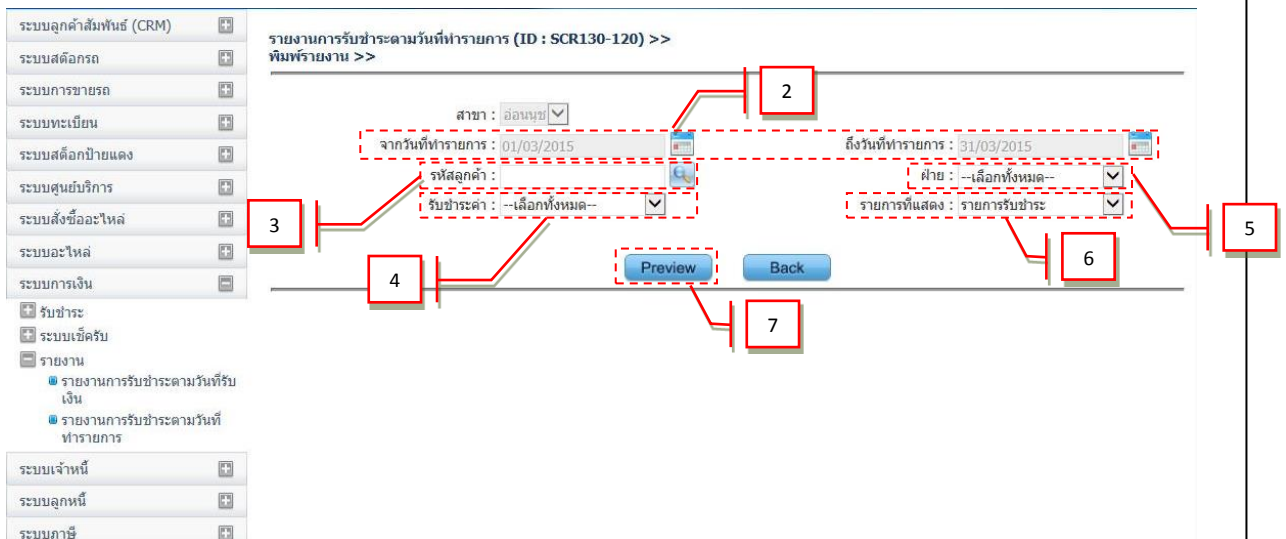 ระบบลูกค้าสัมพันธ์ (CRM)
ระบบสต๊อกรถ
ระบบการขายรถ
ระบบทะเบียน
ระบบสต็อกป้ายแดง
ระบบศูนย์บริการ
ระบบสั่งซื้ออะไหล่
ระบบอะไหล่
ระบบการเงิน
รับชำระ
ระบบเช็ครับ
รายงาน
รายงานการรับชำระตามวันที่รับ
เงิน
รายงานการรับชำระตามวันที่
ทำรายการ
ระบบเจ้าหนี้
ระบบลูกหนี้
ระบบภาษี
รายงานการรับชำระตามวันที่ทำรายการ (ID : SCR130-120) >>
พิมพ์รายงาน >>
2
สาขา : อ่อนนุช
จากวันที่ทำรายการ : 01/03/2015 ถึงวันที่ทำรายการ : 31/03/2015
รหัสลูกค้า : ฝ่าย : --เลือกทั้งหมด--
รับชำระค่า : --เลือกทั้งหมด-- รายการที่แสดง : รายการรับชำระ
3
5
6
4
Preview Back
7